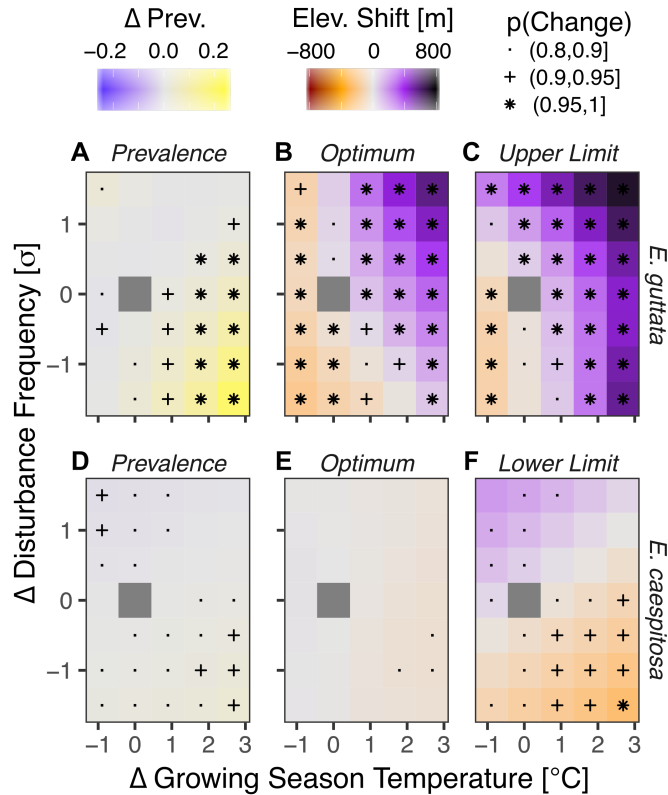 Δ Prev.
−0.2 0.0 0.2
Elev. Shift [m]
−800 0 800
p(Change)
· (0.8,0.9]
+ (0.9,0.95]
✱ (0.95,1]
A Prevalence
B Optimum
C Upper Limit
1
0
−1
E. guttata
Δ Disturbance Frequency [σ]
D Prevalence
E Optimum
F Lower Limit
1
0
−1
E. caespitosa
−1 0 1 2 3
−1 0 1 2 3
−1 0 1 2 3
Δ Growing Season Temperature [°C]